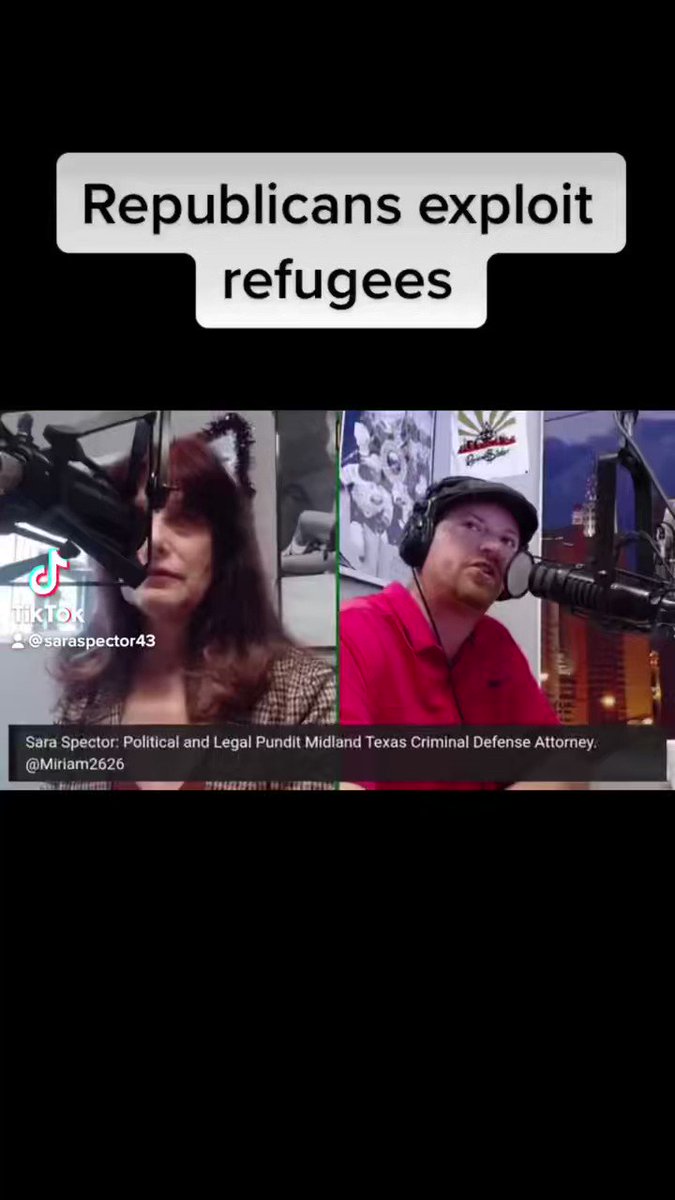 Republicans exploit
refugees
TikTok
@saraspector43
Sara Spector: Political and Legal Pundit Midland Texas Criminal Defense Attorney.
@Miriam2626